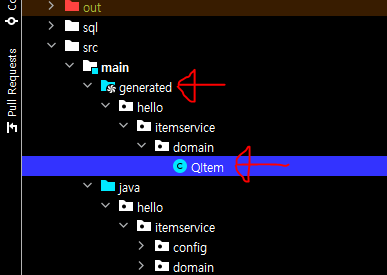 Co
Pull Requests
out
sql
src
main
generated
hello
itemservice
domain
QItem
java
hello
itemservice
config
domain